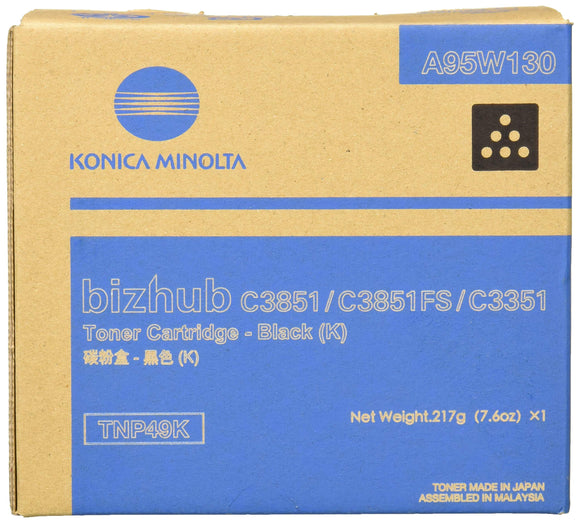 A95W130
KONICA MINOLTA
bizhub C3851/C3851FS/C3351
Toner Cartridge - Black (K)
碳粉盒 - 黑色 (K)
TNP49K
Net Weight.217g (7.6oz) ×1
TONER MADE IN JAPAN
ASSEMBLED IN MALAYSIA